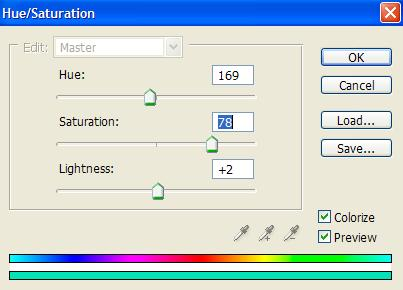 Hue/Saturation
Edit: Master
OK
Hue: 169
Cancel
Saturation: 78
Load...
Save...
Lightness: +2
Colorize
Preview